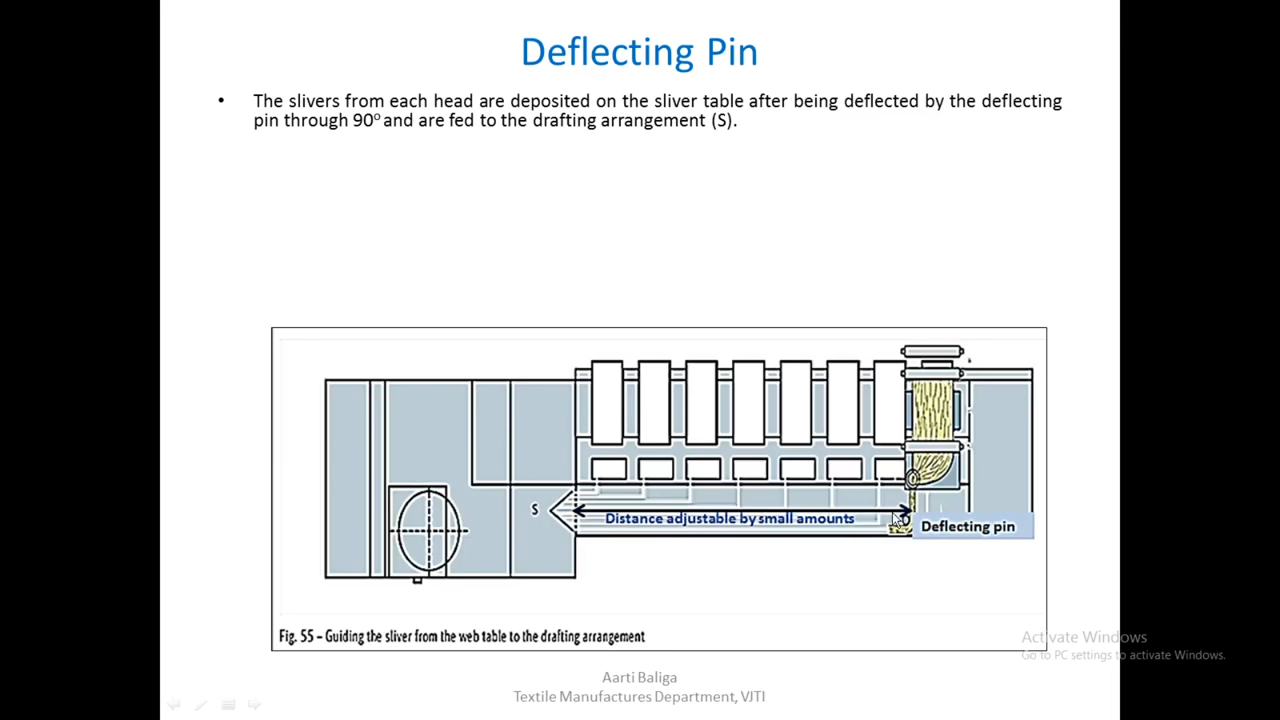 Deflecting Pin
• The slivers from each head are deposited on the sliver table after being deflected by the deflecting
pin through 90° and are fed to the drafting arrangement (S).
S
Distance adjustable by small amounts
Deflecting pin
Fig. 55 – Guiding the sliver from the web table to the drafting arrangement
Activate Windows
Go to PC settings to activate Windows.
Aarti Baliga
Textile Manufactures Department, VJTI